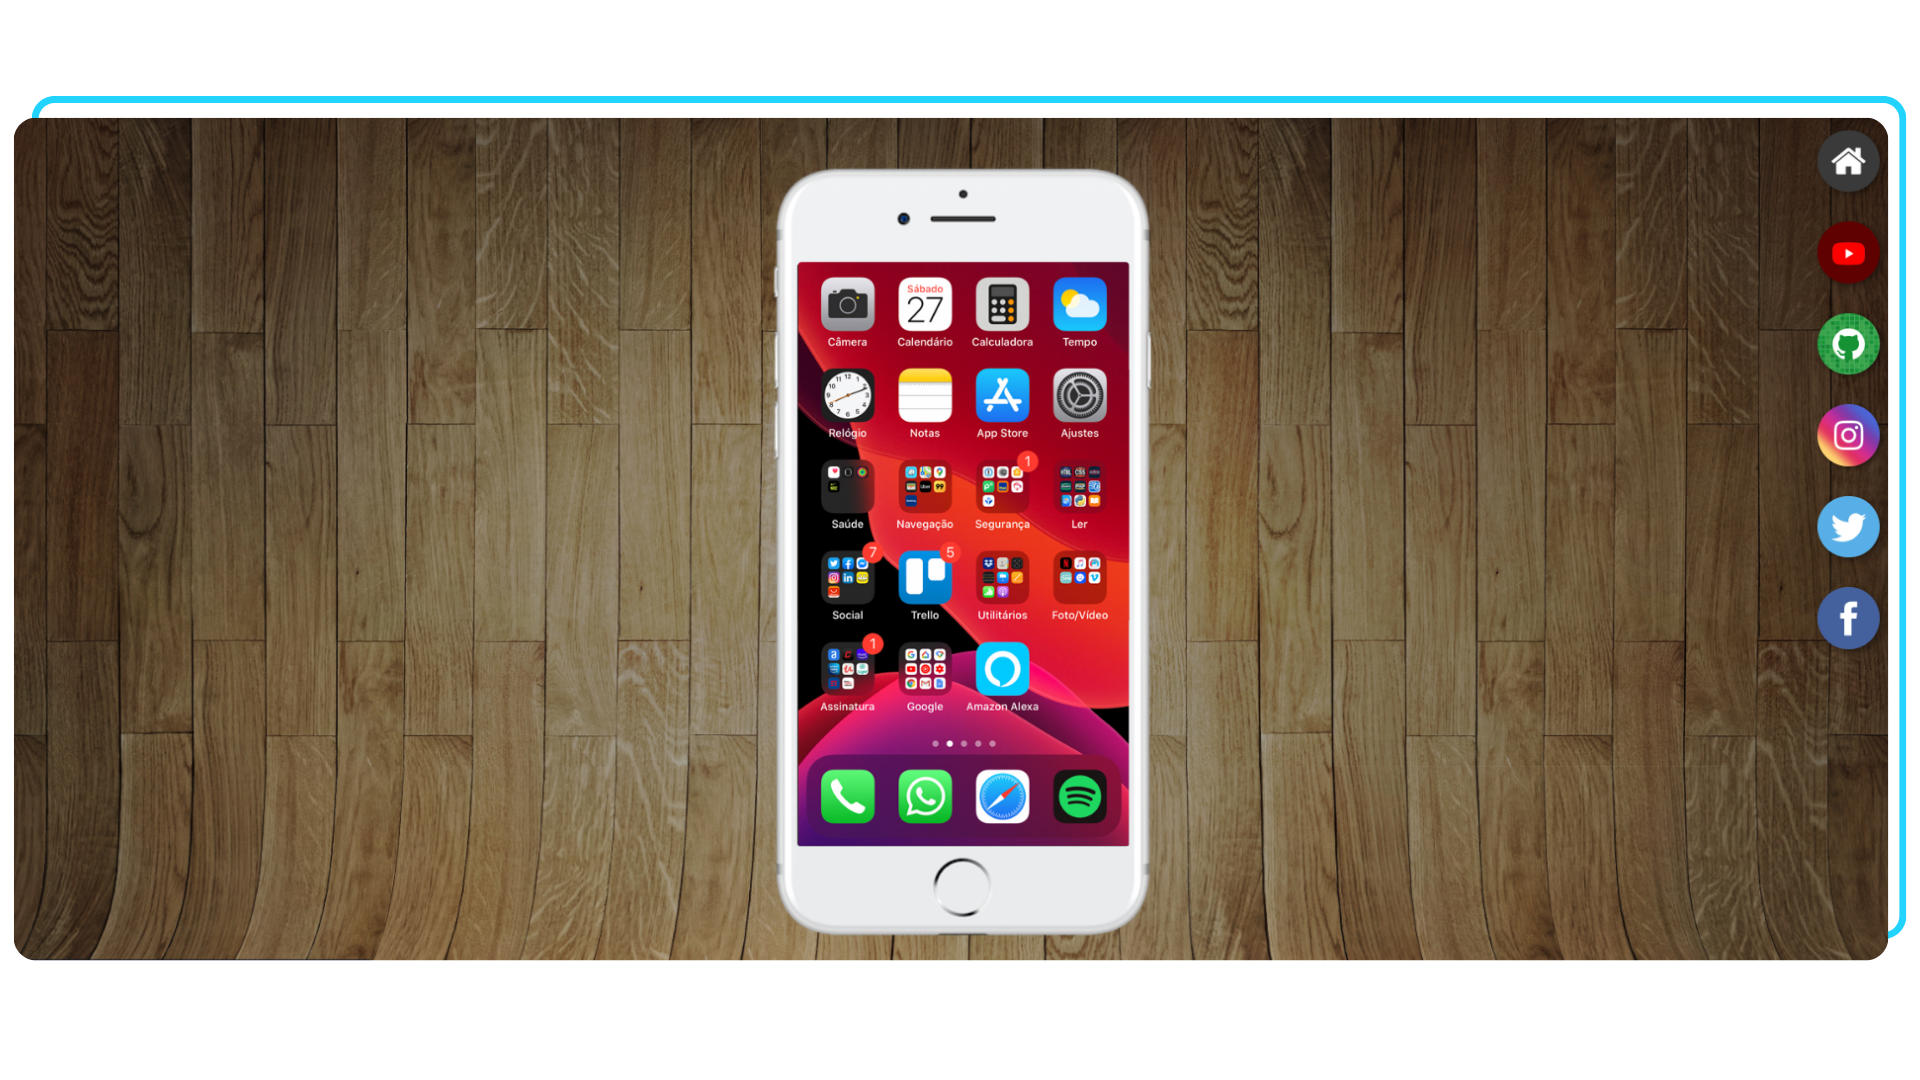 Sábado
27
Câmera Calendário Calculadora Tempo
Relógio Notas App Store Ajustes
1
Saúde Navegação Segurança Ler
7 5
Social Trello Utilitários Foto/Vídeo
1
Assinatura Google Amazon Alexa